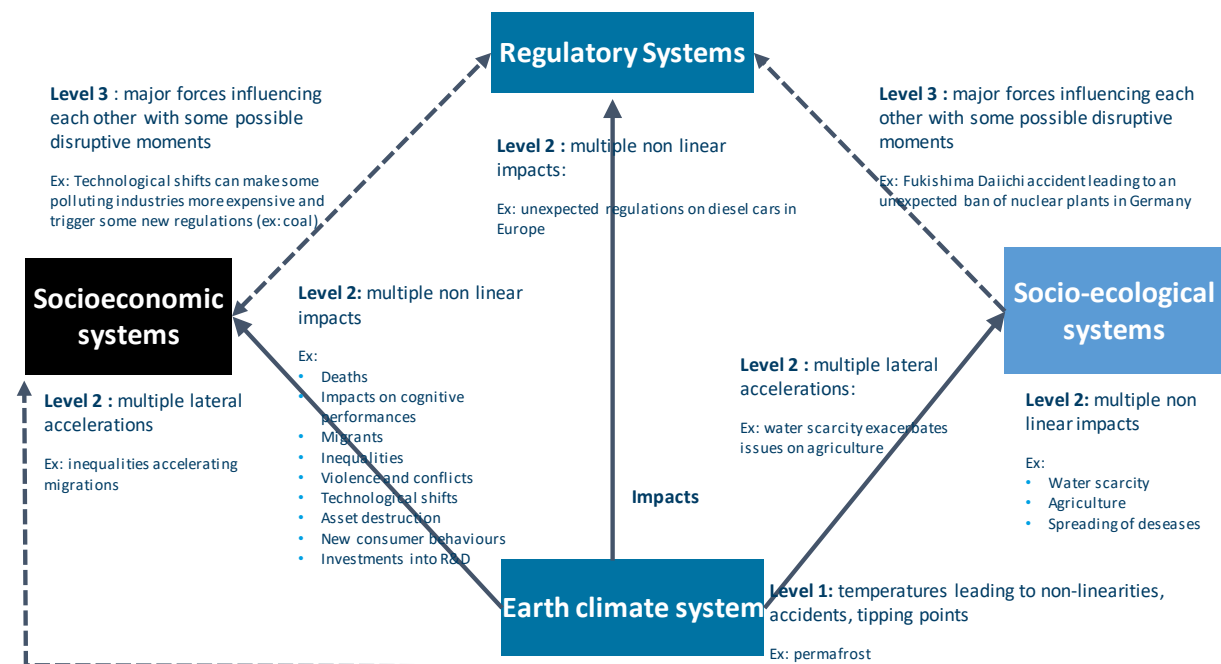 Regulatory Systems
Level 3 : major forces influencing
each other with some possible
disruptive moments
Ex: Technological shifts can make some
polluting industries more expensive and
trigger some new regulations (ex: coal)
Level 2 : multiple non linear
impacts:
Ex: unexpected regulations on diesel cars in
Europe
Level 3 : major forces influencing each
other with some possible disruptive
moments
Ex: Fukishima Daiichi accident leading to an
unexpected ban of nuclear plants in Germany
Socioeconomic
systems
Level 2 : multiple lateral
accelerations
Ex: inequalities accelerating
migrations
Level 2: multiple non linear
impacts
Ex:
• Deaths
• Impacts on cognitive
performances
• Migrants
• Inequalities
• Violence and conflicts
• Technological shifts
• Asset destruction
• New consumer behaviours
• Investments into R&D
Impacts
Level 2 : multiple lateral
accelerations:
Ex: water scarcity exacerbates
issues on agriculture
Socio-ecological
systems
Level 2: multiple non
linear impacts
Ex:
• Water scarcity
• Agriculture
• Spreading of deseases
Earth climate system
Level 1: temperatures leading to non-linearities,
accidents, tipping points
Ex: permafrost